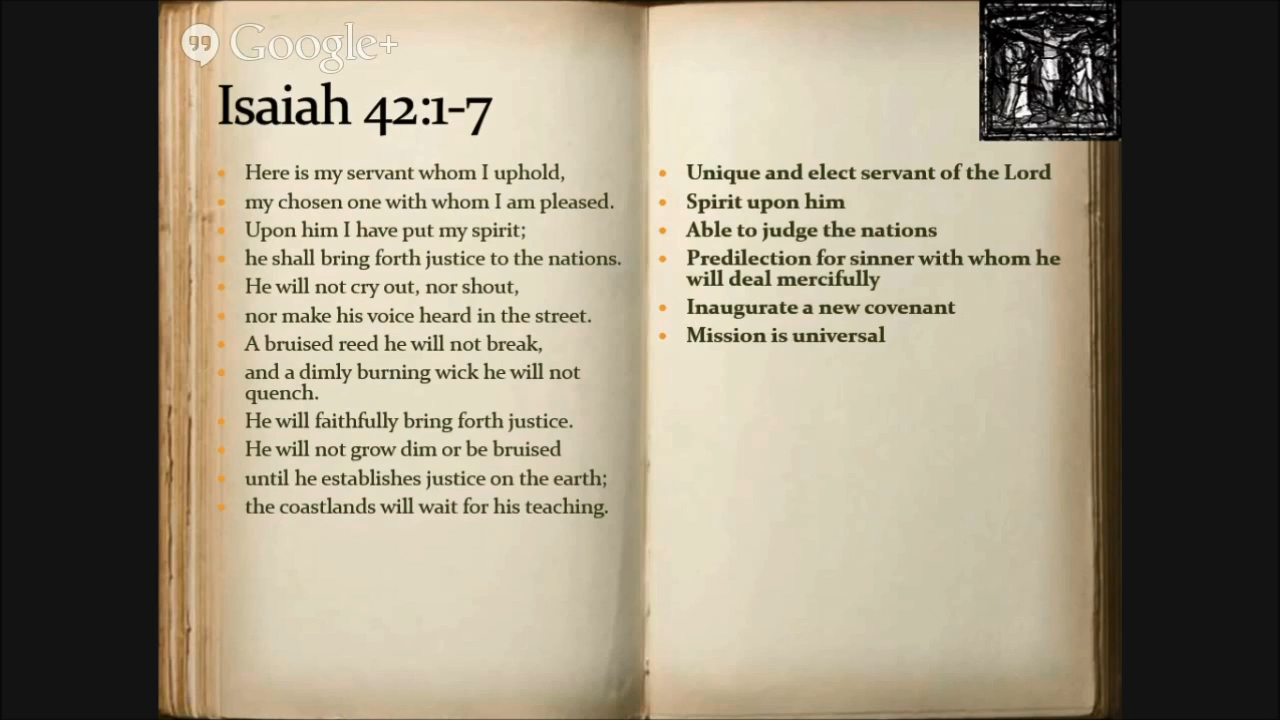 Google+
Isaiah 42:1-7
Here is my servant whom I uphold,
my chosen one with whom I am pleased.
Upon him I have put my spirit;
he shall bring forth justice to the nations.
He will not cry out, nor shout,
nor make his voice heard in the street.
A bruised reed he will not break,
and a dimly burning wick he will not
quench.
He will faithfully bring forth justice.
He will not grow dim or be bruised
until he establishes justice on the earth;
the coastlands will wait for his teaching.
Unique and elect servant of the Lord
Spirit upon him
Able to judge the nations
Predilection for sinner with whom he
will deal mercifully
Inaugurate a new covenant
Mission is universal